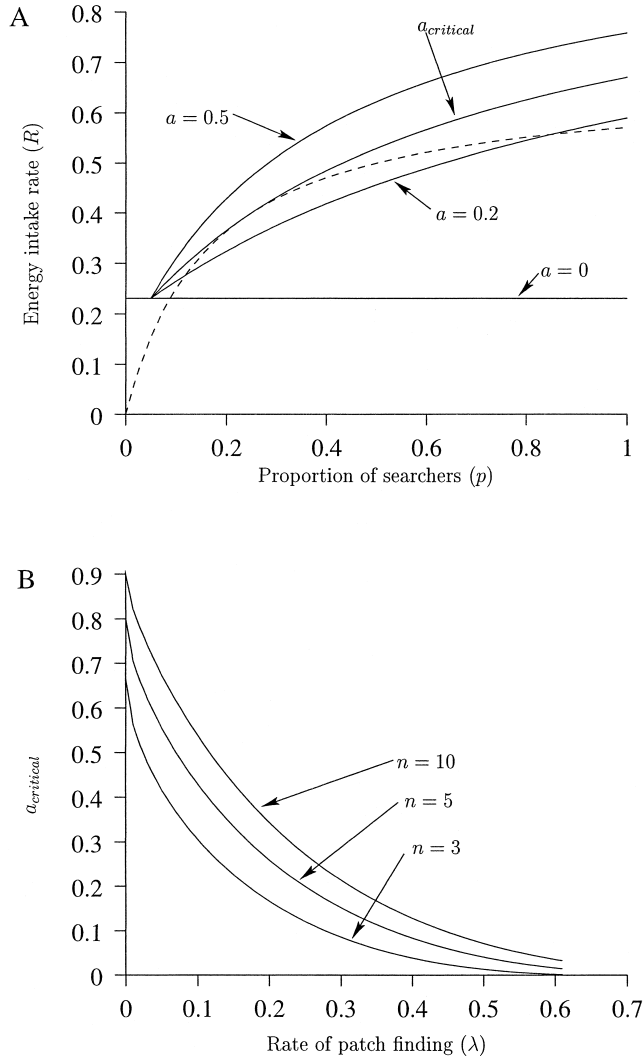 A
0.8
0.7
0.6
0.5
0.4
0.3
0.2
0.1
0
Energy intake rate (R)
a_critical
a = 0.5
a = 0.2
a = 0
0 0.2 0.4 0.6 0.8 1
Proportion of searchers (p)
B
0.9
0.8
0.7
0.6
0.5
0.4
0.3
0.2
0.1
0
a_critical
n = 10
n = 5
n = 3
0 0.1 0.2 0.3 0.4 0.5 0.6 0.7
Rate of patch finding (λ)